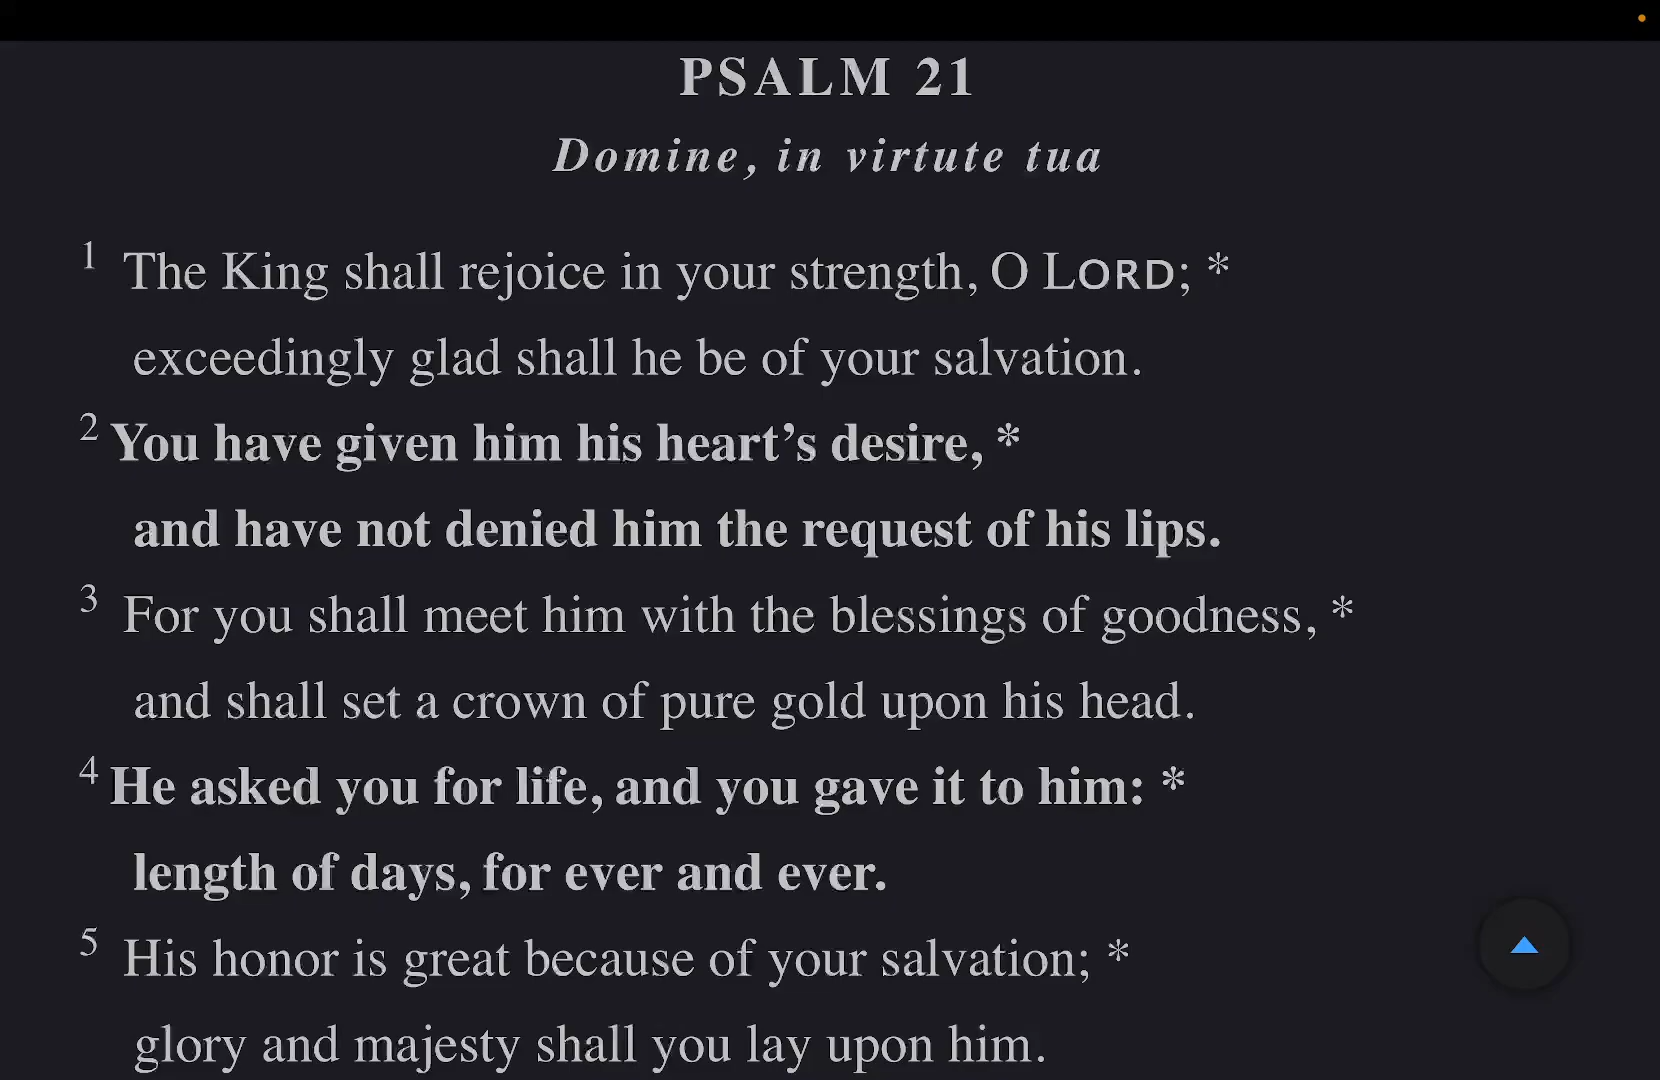 PSALM 21
Domine, in virtute tua
1 The King shall rejoice in your strength, O LORD; *
exceedingly glad shall he be of your salvation.
2 You have given him his heart’s desire, *
and have not denied him the request of his lips.
3 For you shall meet him with the blessings of goodness, *
and shall set a crown of pure gold upon his head.
4 He asked you for life, and you gave it to him: *
length of days, for ever and ever.
5 His honor is great because of your salvation; *
glory and majesty shall you lay upon him.